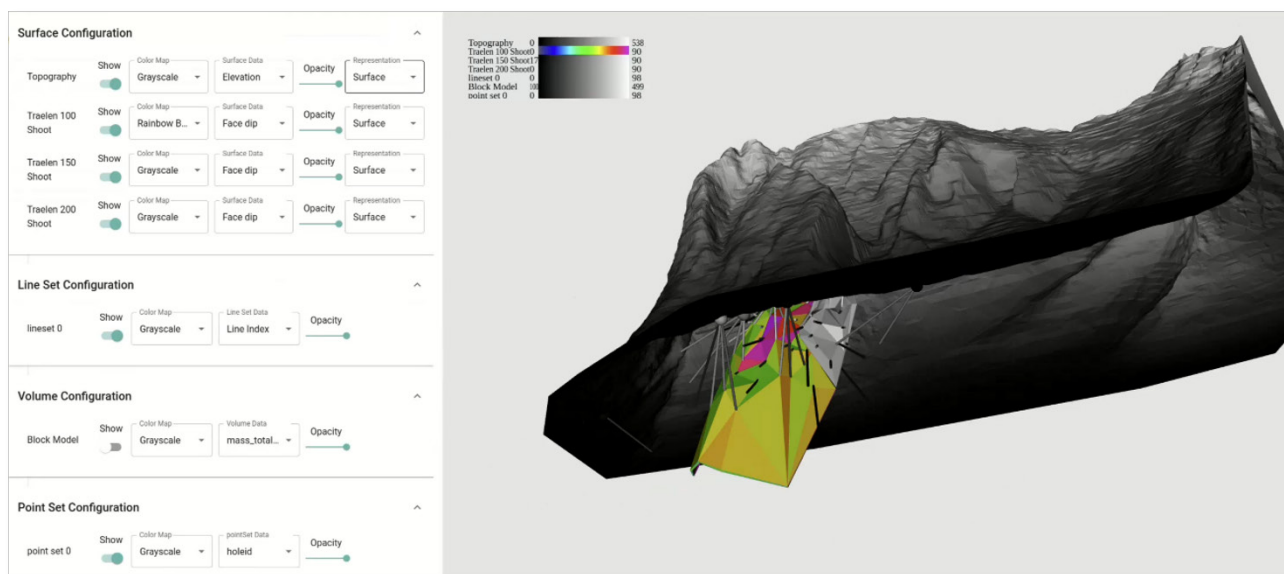 Surface Configuration
Topography
Show
Color Map
Grayscale
Surface Data
Elevation
Opacity
Representation
Surface
Traelen 100
Shoot
Show
Color Map
Rainbow B...
Surface Data
Face dip
Opacity
Representation
Surface
Traelen 150
Shoot
Show
Color Map
Grayscale
Surface Data
Face dip
Opacity
Representation
Surface
Traelen 200
Shoot
Show
Color Map
Grayscale
Surface Data
Face dip
Opacity
Representation
Surface
Line Set Configuration
lineset 0
Show
Color Map
Grayscale
Line Set Data
Line Index
Opacity
Volume Configuration
Block Model
Show
Color Map
Grayscale
Volume Data
mass_total...
Opacity
Point Set Configuration
point set 0
Show
Color Map
Grayscale
pointSet Data
holeid
Opacity
Topography 0 538
Traelen 100 Shoot0 90
Traelen 150 Shoot17 90
Traelen 200 Shoot0 90
lineset 0 0 98
Block Model 100 499
point set 0 0 98